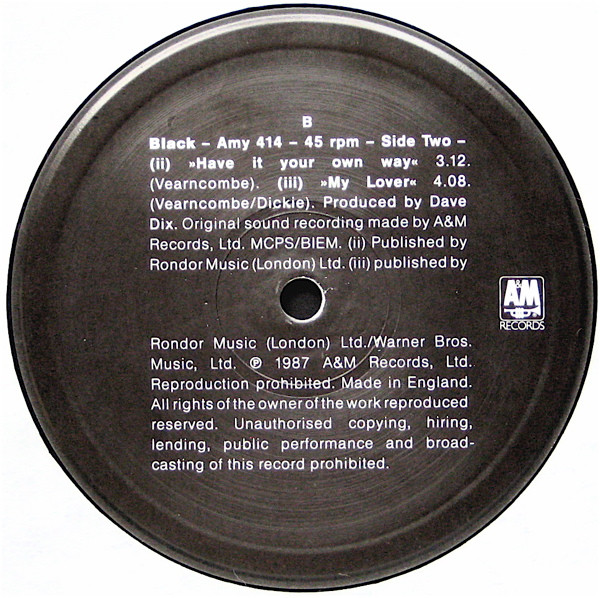 B
Black – Amy 414 – 45 rpm – Side Two –
(ii) »Have it your own way« 3.12.
(Vearncombe). (iii) »My Lover« 4.08.
(Vearncombe/Dickie). Produced by Dave
Dix. Original sound recording made by A&M
Records, Ltd. MCPS/BIEM. (ii) Published by
Rondor Music (London) Ltd. (iii) published by
A&M
RECORDS
Rondor Music (London) Ltd./Warner Bros.
Music, Ltd. ℗ 1987 A&M Records, Ltd.
Reproduction prohibited. Made in England.
All rights of the owner of the work reproduced
reserved. Unauthorised copying, hiring,
lending, public performance and broad-
casting of this record prohibited.